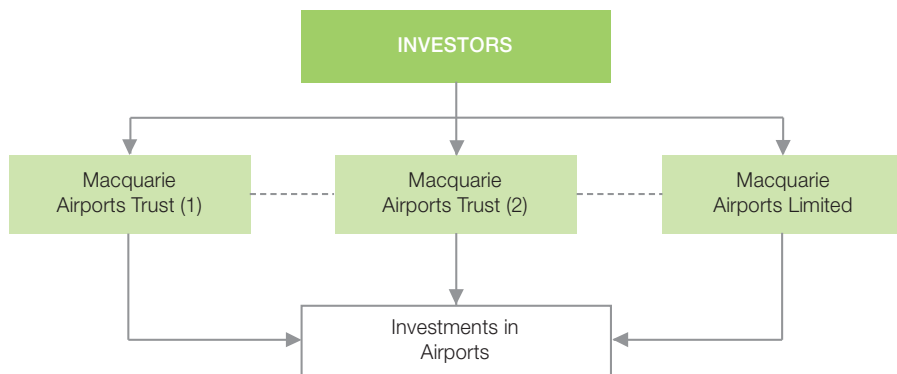 INVESTORS
Macquarie
Airports Trust (1)
Macquarie
Airports Trust (2)
Macquarie
Airports Limited
Investments in
Airports